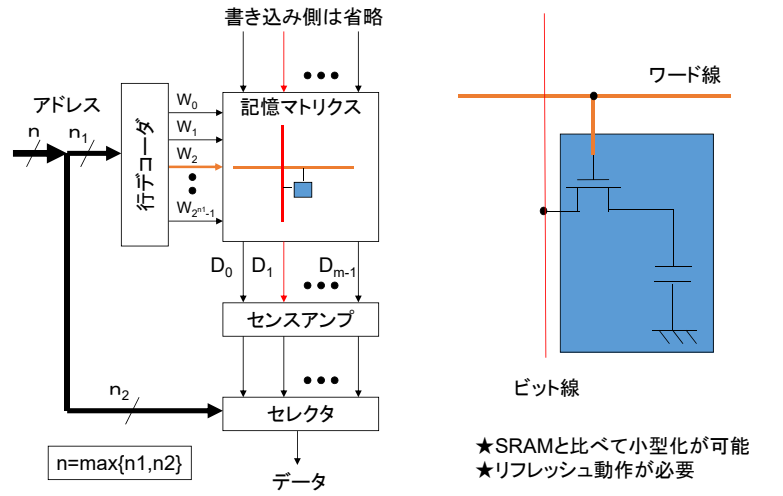 書き込み側は省略
アドレス
n
n₁
行デコーダ
W₀
W₁
W₂
W₂ⁿ¹₋₁
記憶マトリクス
D₀
D₁
Dₘ₋₁
センスアンプ
n₂
セレクタ
n=max{n1,n2}
データ
ワード線
ビット線
★SRAMと比べて小型化が可能
★リフレッシュ動作が必要